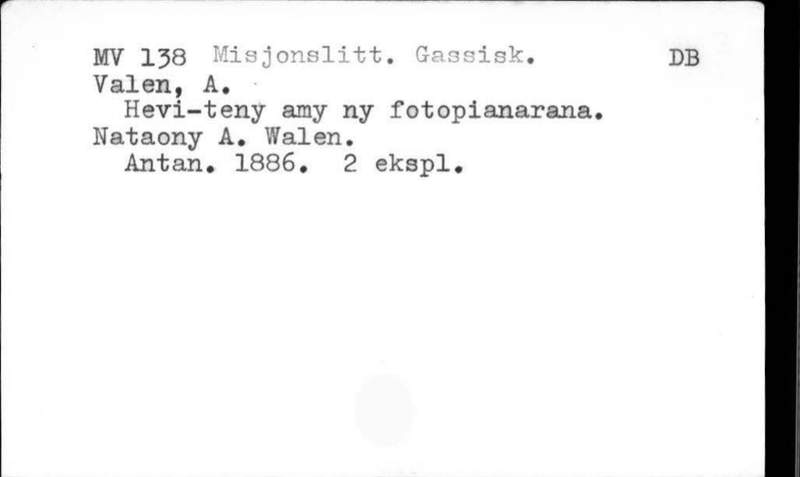 MV 138 Misjonslitt. Gassisk. DB
Valen, A.
Hevi-teny amy ny fotopianarana.
Nataony A. Walen.
Antan. 1886. 2 ekspl.